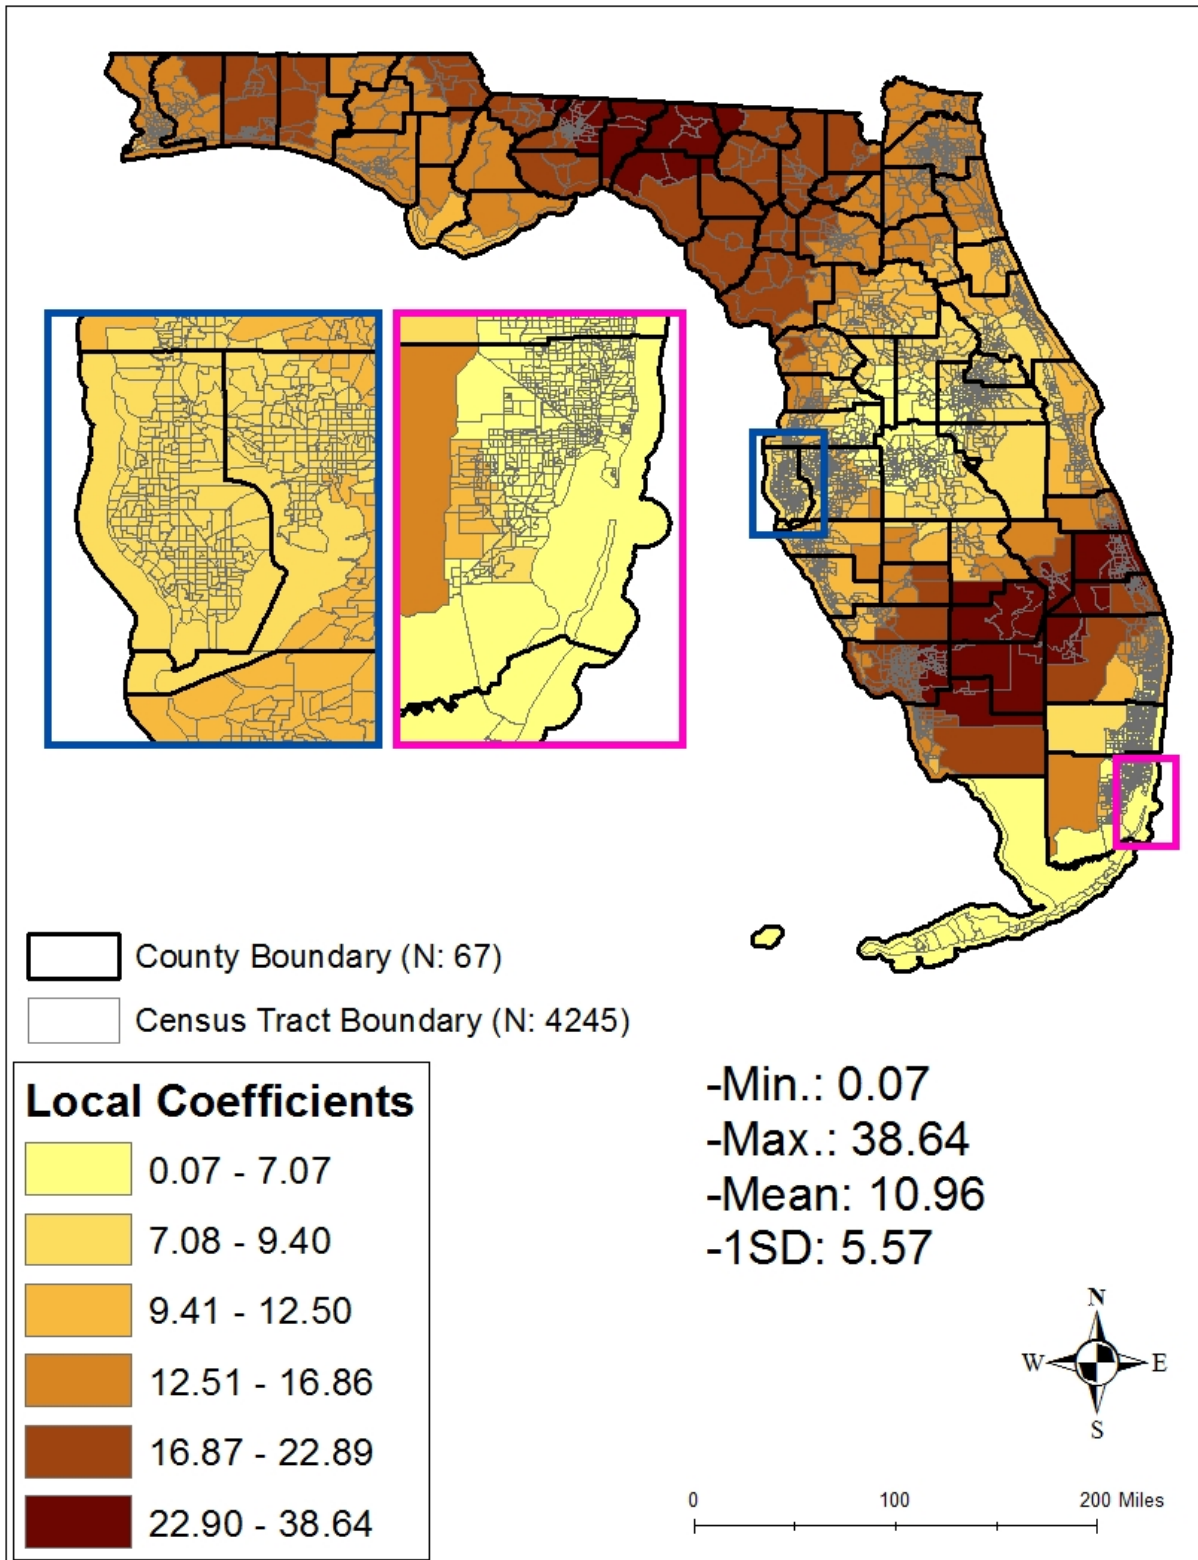 County Boundary (N: 67)
Census Tract Boundary (N: 4245)
Local Coefficients
0.07 - 7.07
7.08 - 9.40
9.41 - 12.50
12.51 - 16.86
16.87 - 22.89
22.90 - 38.64
-Min.: 0.07
-Max.: 38.64
-Mean: 10.96
-1SD: 5.57
N
W E
S
0 100 200 Miles